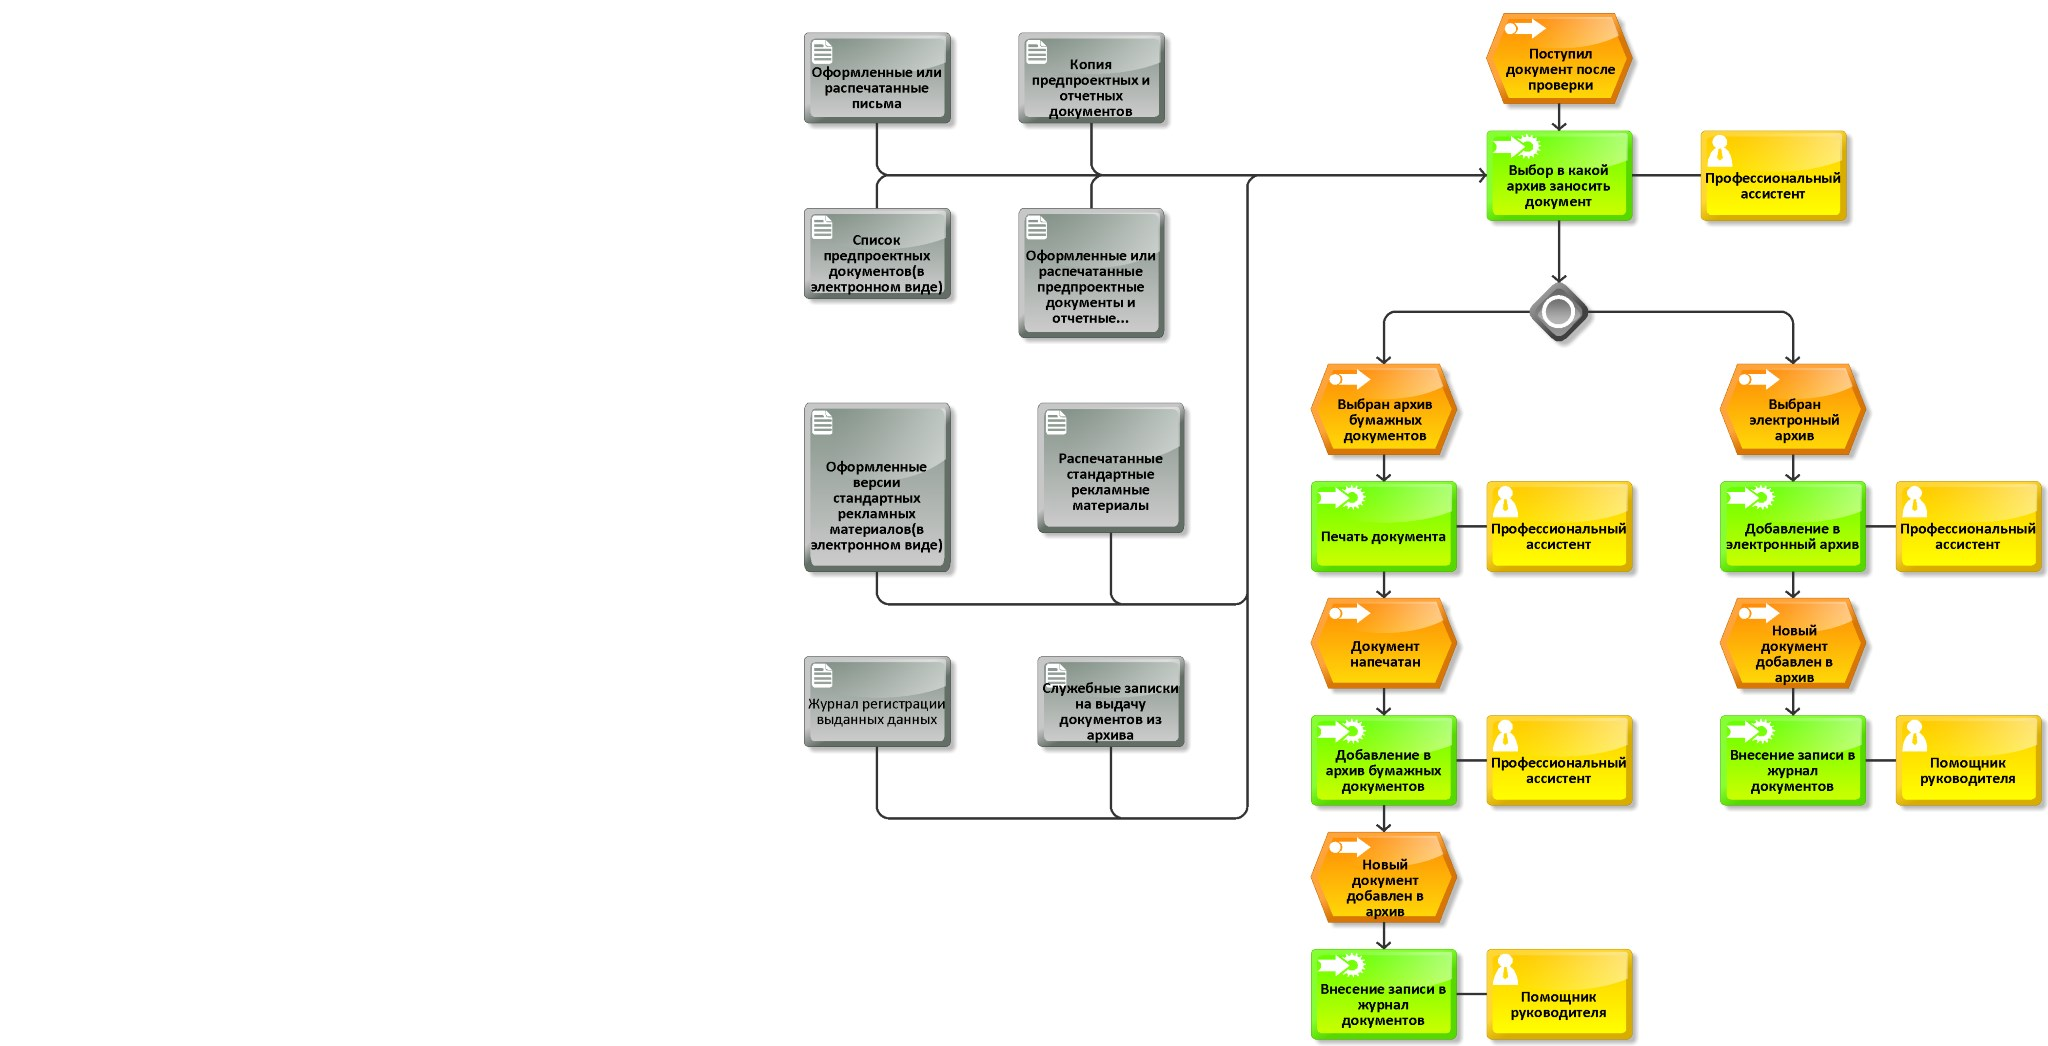 Оформленные или
распечатанные
письма
Копия
предпроектных и
отчетных
документов
Поступил
документ после
проверки
Выбор в какой
архив заносить
документ
Профессиональный
ассистент
Список
предпроектных
документов(в
электронном виде)
Оформленные или
распечатанные
предпроектные
документы и
отчетные...
Выбран архив
бумажных
документов
Выбран
электронный
архив
Оформленные
версии
стандартных
рекламных
материалов(в
электронном виде)
Распечатанные
стандартные
рекламные
материалы
Печать документа
Профессиональный
ассистент
Добавление в
электронный архив
Профессиональный
ассистент
Документ
напечатан
Новый
документ
добавлен в
архив
Журнал регистрации
выданных данных
Служебные записки
на выдачу
документов из
архива
Добавление в
архив бумажных
документов
Профессиональный
ассистент
Внесение записи в
журнал
документов
Помощник
руководителя
Новый
документ
добавлен в
архив
Внесение записи в
журнал
документов
Помощник
руководителя